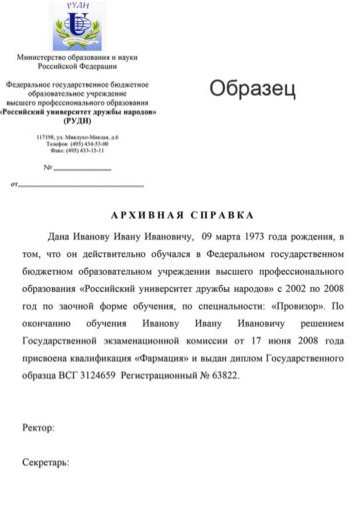 РУДН
Министерство образования и науки
Российской Федерации
Федеральное государственное бюджетное
образовательное учреждение
высшего профессионального образования
«Российский университет дружбы народов»
(РУДН)
117198, ул. Миклухо-Маклая, д.6
Телефон (495) 434-53-00
Факс: (495) 433-15-11
№
от
Образец
АРХИВНАЯ СПРАВКА
Дана Иванову Ивану Ивановичу, 09 марта 1973 года рождения, в
том, что он действительно обучался в Федеральном государственном
бюджетном образовательном учреждении высшего профессионального
образования «Российский университет дружбы народов» с 2002 по 2008
год по заочной форме обучения, по специальности: «Провизор». По
окончанию обучения Иванову Ивану Ивановичу решением
Государственной экзаменационной комиссии от 17 июня 2008 года
присвоена квалификация «Фармация» и выдан диплом Государственного
образца ВСГ 3124659 Регистрационный № 63822.
Ректор:
Секретарь: